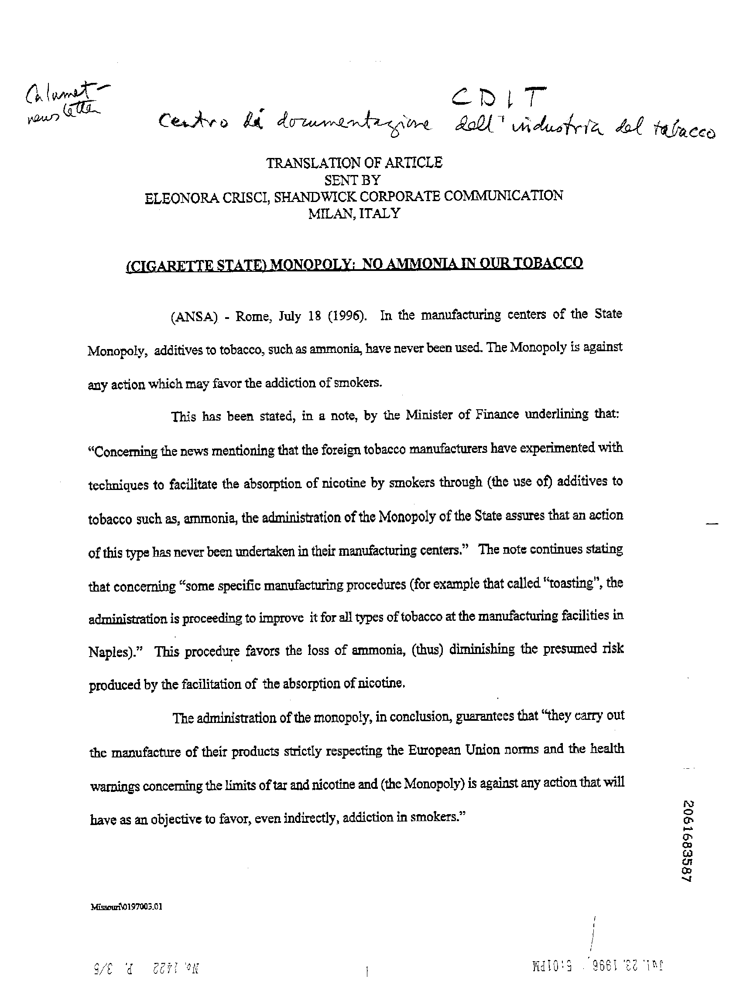 Calumet -
newsletter
CDIT
Centro di documentazione dell'industria del tabacco
TRANSLATION OF ARTICLE
SENT BY
ELEONORA CRISCI, SHANDWICK CORPORATE COMMUNICATION
MILAN, ITALY
(CIGARETTE STATE) MONOPOLY: NO AMMONIA IN OUR TOBACCO
(ANSA) - Rome, July 18 (1996). In the manufacturing centers of the State
Monopoly, additives to tobacco, such as ammonia, have never been used. The Monopoly is against
any action which may favor the addiction of smokers.
This has been stated, in a note, by the Minister of Finance underlining that:
“Concerning the news mentioning that the foreign tobacco manufacturers have experimented with
techniques to facilitate the absorption of nicotine by smokers through (the use of) additives to
tobacco such as, ammonia, the administration of the Monopoly of the State assures that an action
of this type has never been undertaken in their manufacturing centers.” The note continues stating
that concerning “some specific manufacturing procedures (for example that called “toasting”, the
administration is proceeding to improve it for all types of tobacco at the manufacturing facilities in
Naples).” This procedure favors the loss of ammonia, (thus) diminishing the presumed risk
produced by the facilitation of the absorption of nicotine.
The administration of the monopoly, in conclusion, guarantees that “they carry out
the manufacture of their products strictly respecting the European Union norms and the health
warnings concerning the limits of tar and nicotine and (the Monopoly) is against any action that will
have as an objective to favor, even indirectly, addiction in smokers.”
2061683587
Missouri\0197003.01
No. 1422 P. 3/5
1
Jul. 23. 1996 5:01PM